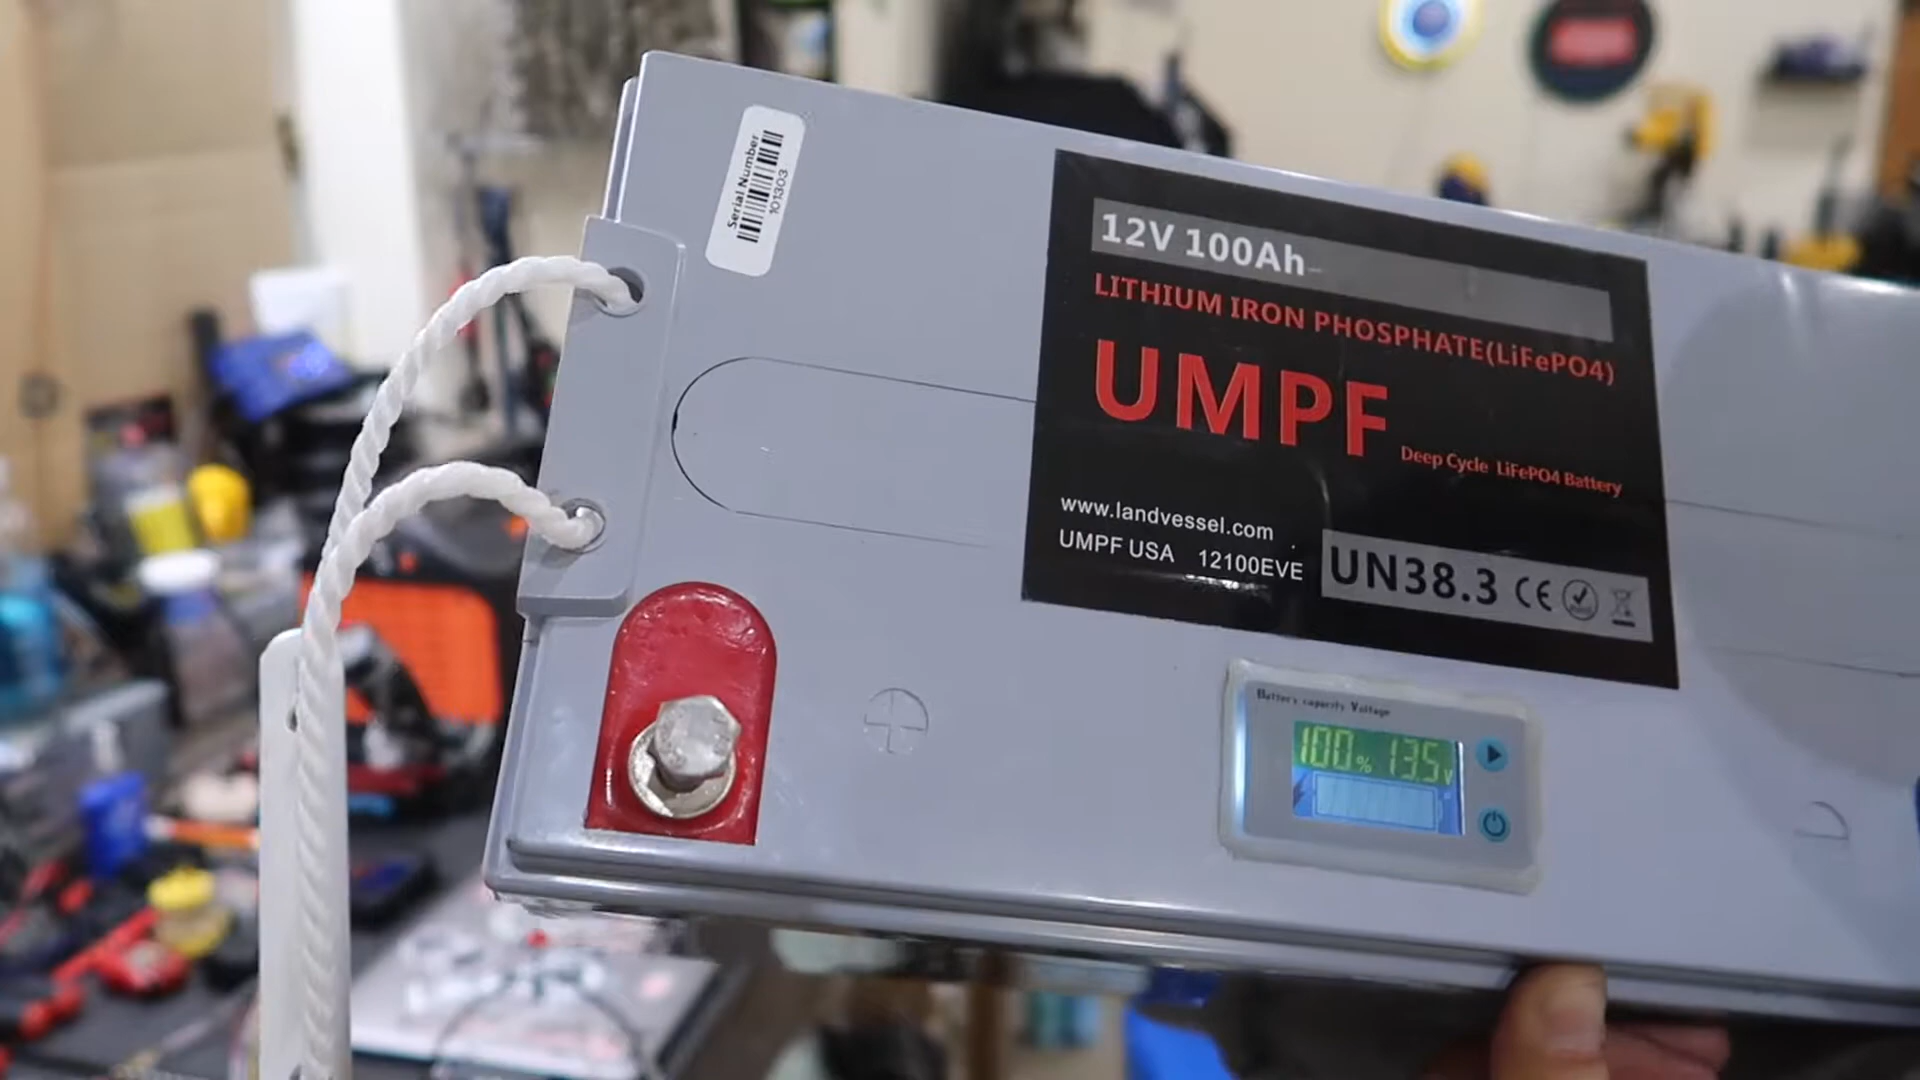 Serial Number
101303
12V 100Ah
LITHIUM IRON PHOSPHATE(LiFePO4)
UMPF
Deep Cycle LiFePO4 Battery
www.landvessel.com
UMPF USA 12100EVE
UN38.3 CE
Battery capacity Voltage
100% 13.5V